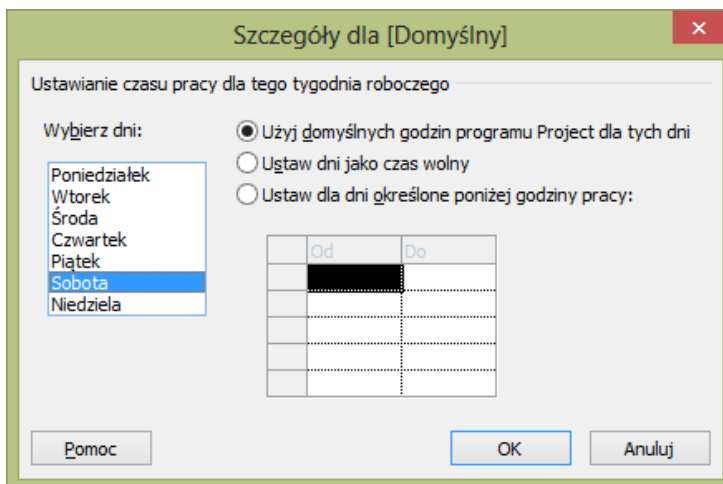 Szczegóły dla [Domyślny]
Ustawianie czasu pracy dla tego tygodnia roboczego
Wybierz dni:
Poniedziałek
Wtorek
Środa
Czwartek
Piątek
Sobota
Niedziela
Użyj domyślnych godzin programu Project dla tych dni
Ustaw dni jako czas wolny
Ustaw dla dni określone poniżej godziny pracy:
Od Do
Pomoc OK Anuluj